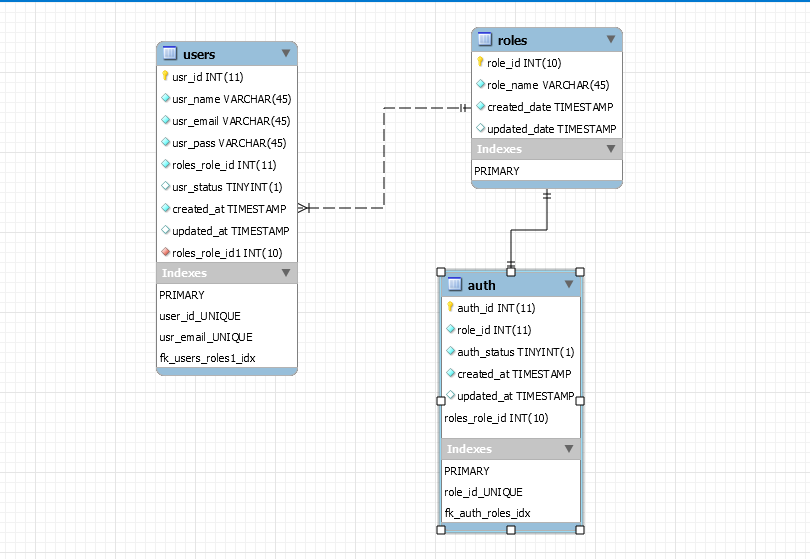 users
usr_id INT(11)
usr_name VARCHAR(45)
usr_email VARCHAR(45)
usr_pass VARCHAR(45)
roles_role_id INT(11)
usr_status TINYINT(1)
created_at TIMESTAMP
updated_at TIMESTAMP
roles_role_id1 INT(10)
Indexes
PRIMARY
user_id_UNIQUE
usr_email_UNIQUE
fk_users_roles1_idx
roles
role_id INT(10)
role_name VARCHAR(45)
created_date TIMESTAMP
updated_date TIMESTAMP
Indexes
PRIMARY
auth
auth_id INT(11)
role_id INT(11)
auth_status TINYINT(1)
created_at TIMESTAMP
updated_at TIMESTAMP
roles_role_id INT(10)
Indexes
PRIMARY
role_id_UNIQUE
fk_auth_roles_idx